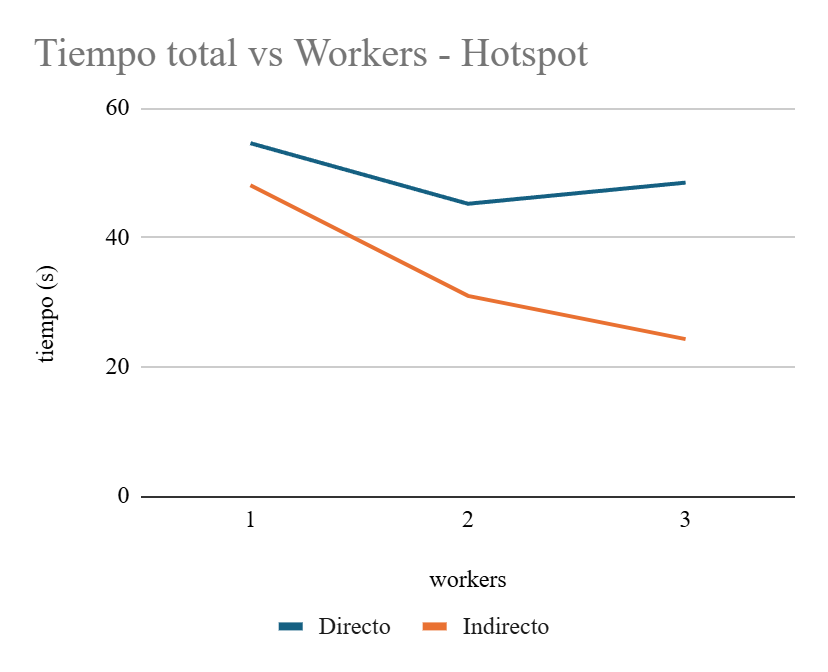 Tiempo total vs Workers - Hotspot
60
40
20
0
tiempo (s)
1 2 3
workers
Directo Indirecto